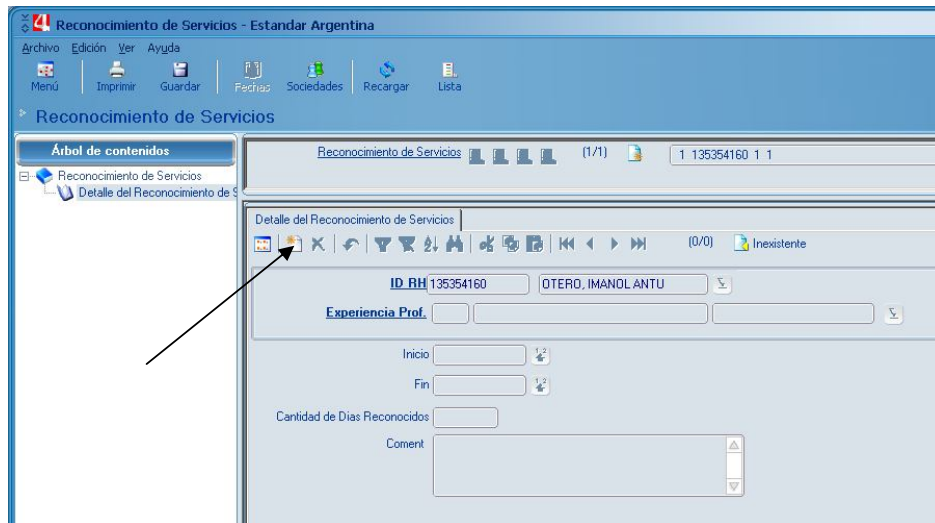 Reconocimiento de Servicios - Estandar Argentina
Archivo Edición Ver Ayuda
Menú Imprimir Guardar Fechas Sociedades Recargar Lista
Reconocimiento de Servicios
Árbol de contenidos
Reconocimiento de Servicios
Detalle del Reconocimiento de S
Reconocimiento de Servicios (1/1) 1 135354160 1 1
Detalle del Reconocimiento de Servicios
(0/0) Inexistente
ID RH 135354160 OTERO, IMANOL ANTU
Experiencia Prof.
Inicio
Fin
Cantidad de Dias Reconocidos
Coment